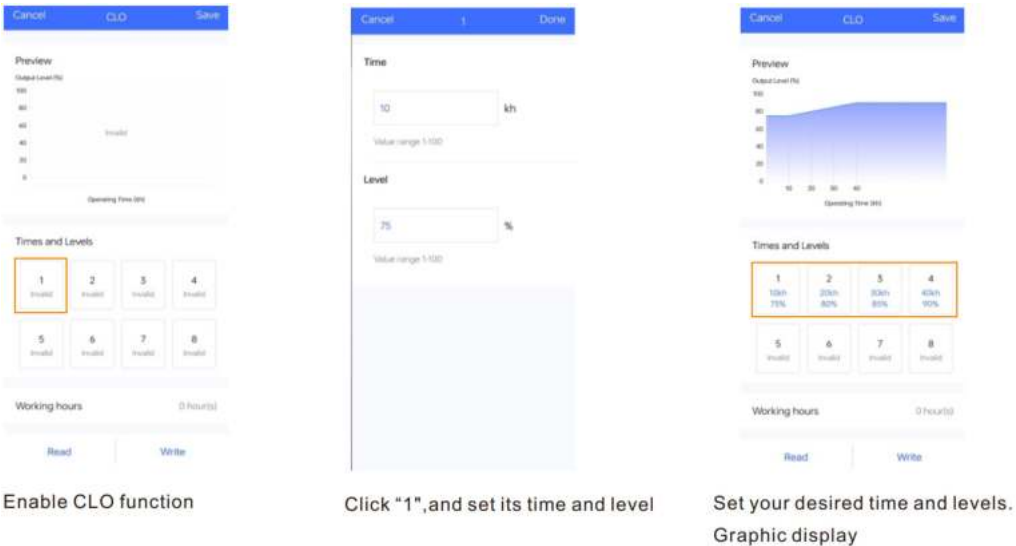 Cancel CLO Save
Preview
Output Level (%)
100
80
60
40
20
0
Invalid
Operating Time (kh)
Times and Levels
1 2 3 4
Invalid Invalid Invalid Invalid
5 6 7 8
Invalid Invalid Invalid Invalid
Working hours 0 hour(s)
Read Write
Enable CLO function
Cancel 1 Done
Time
10 kh
Value range 1-100
Level
75 %
Value range 1-100
Click "1",and set its time and level
Cancel CLO Save
Preview
Output Level (%)
100
80
60
40
20
0
10 20 30 40
Operating Time (kh)
Times and Levels
1 2 3 4
10kh 20kh 30kh 40kh
75% 80% 85% 90%
5 6 7 8
Invalid Invalid Invalid Invalid
Working hours 0 hour(s)
Read Write
Set your desired time and levels.
Graphic display